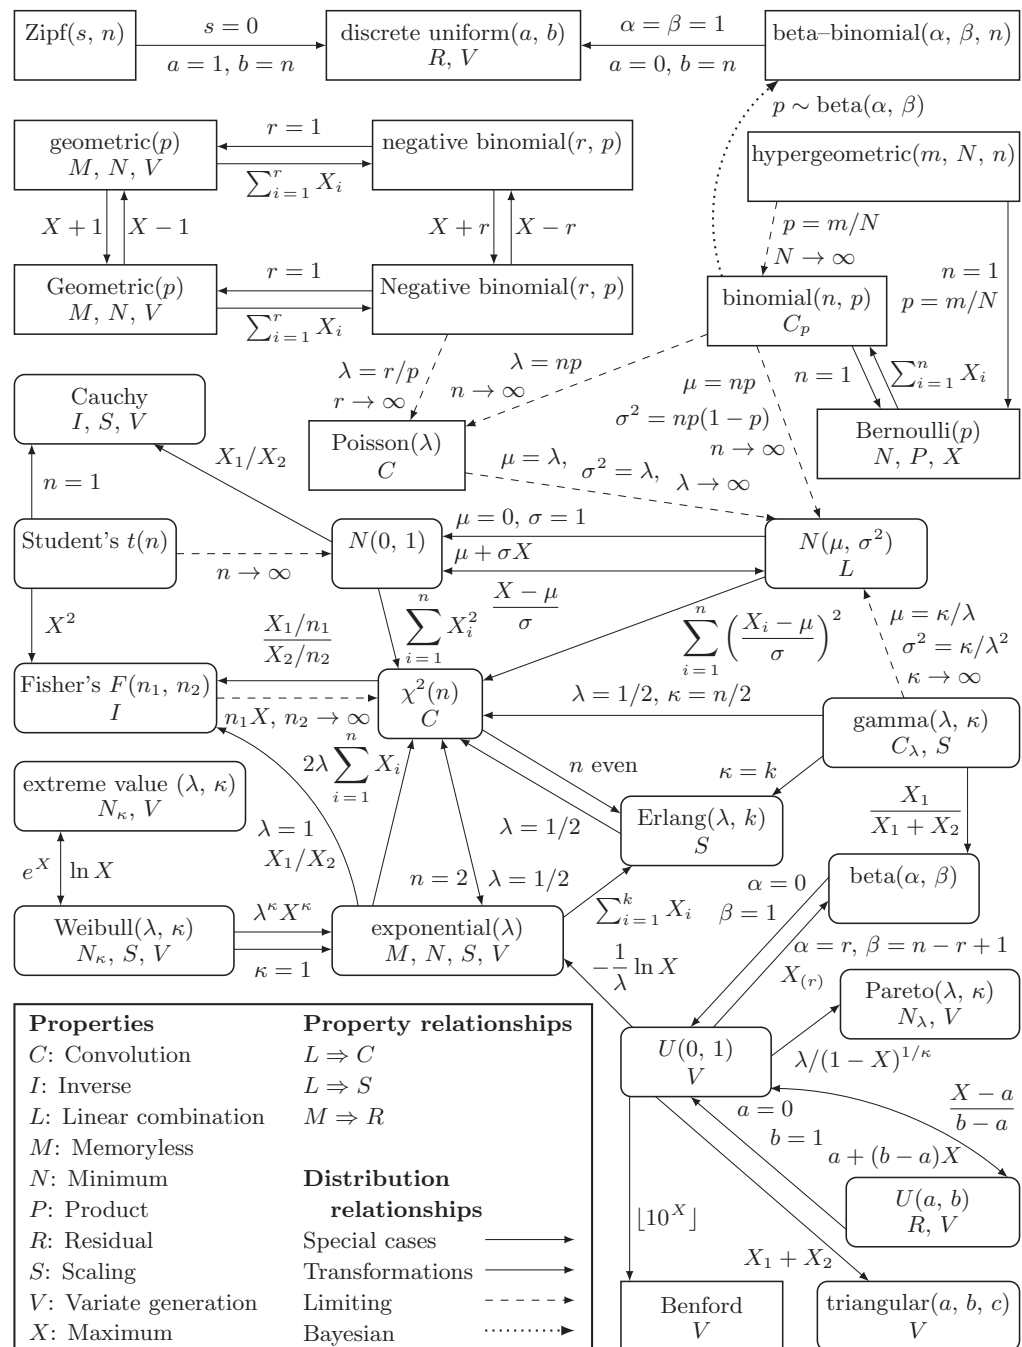 Zipf(s, n)
s = 0
a = 1, b = n
discrete uniform(a, b)
R, V
α = β = 1
a = 0, b = n
beta–binomial(α, β, n)
p ∼ beta(α, β)
geometric(p)
M, N, V
r = 1
∑_{i=1}^{r} X_i
negative binomial(r, p)
hypergeometric(m, N, n)
X + 1
X − 1
X + r
X − r
p = m/N
N → ∞
n = 1
p = m/N
Geometric(p)
M, N, V
r = 1
∑_{i=1}^{r} X_i
Negative binomial(r, p)
binomial(n, p)
C_p
λ = r/p
r → ∞
λ = np
n → ∞
μ = np
σ² = np(1 − p)
n → ∞
n = 1
∑_{i=1}^{n} X_i
Cauchy
I, S, V
X_1/X_2
Poisson(λ)
C
μ = λ,
σ² = λ,
λ → ∞
Bernoulli(p)
N, P, X
n = 1
Student's t(n)
n → ∞
N(0, 1)
μ = 0, σ = 1
μ + σX
(X − μ)/σ
N(μ, σ²)
L
X²
(X_1/n_1)/(X_2/n_2)
∑_{i=1}^{n} X_i²
∑_{i=1}^{n} ((X_i − μ)/σ)²
μ = κ/λ
σ² = κ/λ²
κ → ∞
Fisher's F(n_1, n_2)
I
n_1X, n_2 → ∞
χ²(n)
C
λ = 1/2, κ = n/2
gamma(λ, κ)
C_λ, S
2λ ∑_{i=1}^{n} X_i
n even
κ = k
X_1/(X_1 + X_2)
extreme value (λ, κ)
N_κ, V
λ = 1
X_1/X_2
λ = 1/2
Erlang(λ, k)
S
e^X
ln X
n = 2
λ = 1/2
∑_{i=1}^{k} X_i
α = 0
β = 1
beta(α, β)
Weibull(λ, κ)
N_κ, S, V
λ^κ X^κ
κ = 1
exponential(λ)
M, N, S, V
−(1/λ) ln X
α = r, β = n − r + 1
X_(r)
Pareto(λ, κ)
N_λ, V
U(0, 1)
V
λ/(1 − X)^{1/κ}
a = 0
b = 1
(X − a)/(b − a)
a + (b − a)X
U(a, b)
R, V
⌊10^X⌋
X_1 + X_2
Benford
V
triangular(a, b, c)
V
Properties
C: Convolution
I: Inverse
L: Linear combination
M: Memoryless
N: Minimum
P: Product
R: Residual
S: Scaling
V: Variate generation
X: Maximum
Property relationships
L ⇒ C
L ⇒ S
M ⇒ R
Distribution
relationships
Special cases
Transformations
Limiting
Bayesian